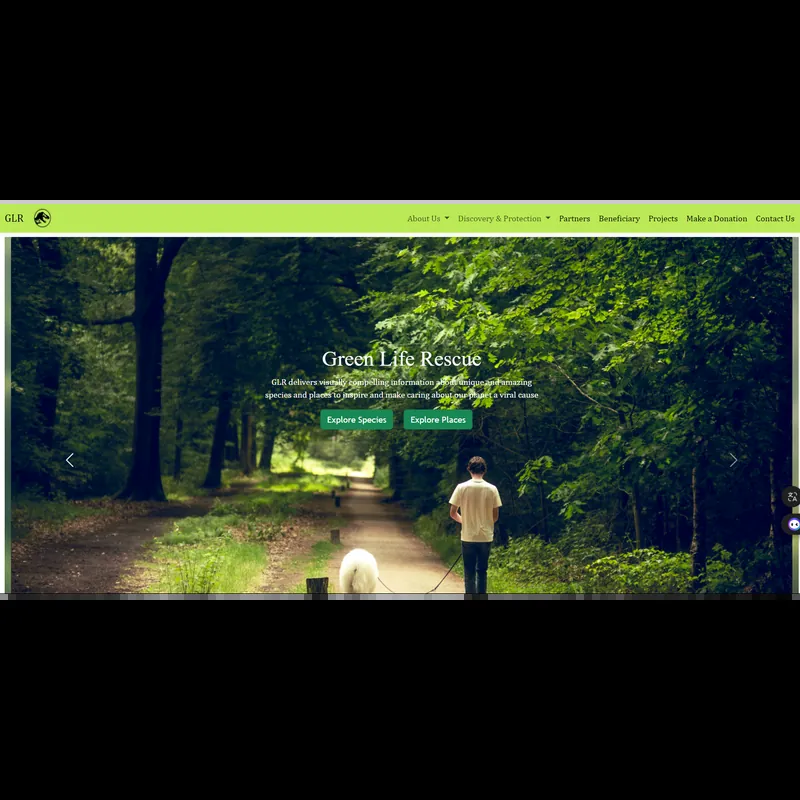 GLR
About Us
Discovery & Protection
Partners
Beneficiary
Projects
Make a Donation
Contact Us
Green Life Rescue
GLR delivers visually compelling information about unique and amazing
species and places to inspire and make caring about our planet a viral cause
Explore Species
Explore Places